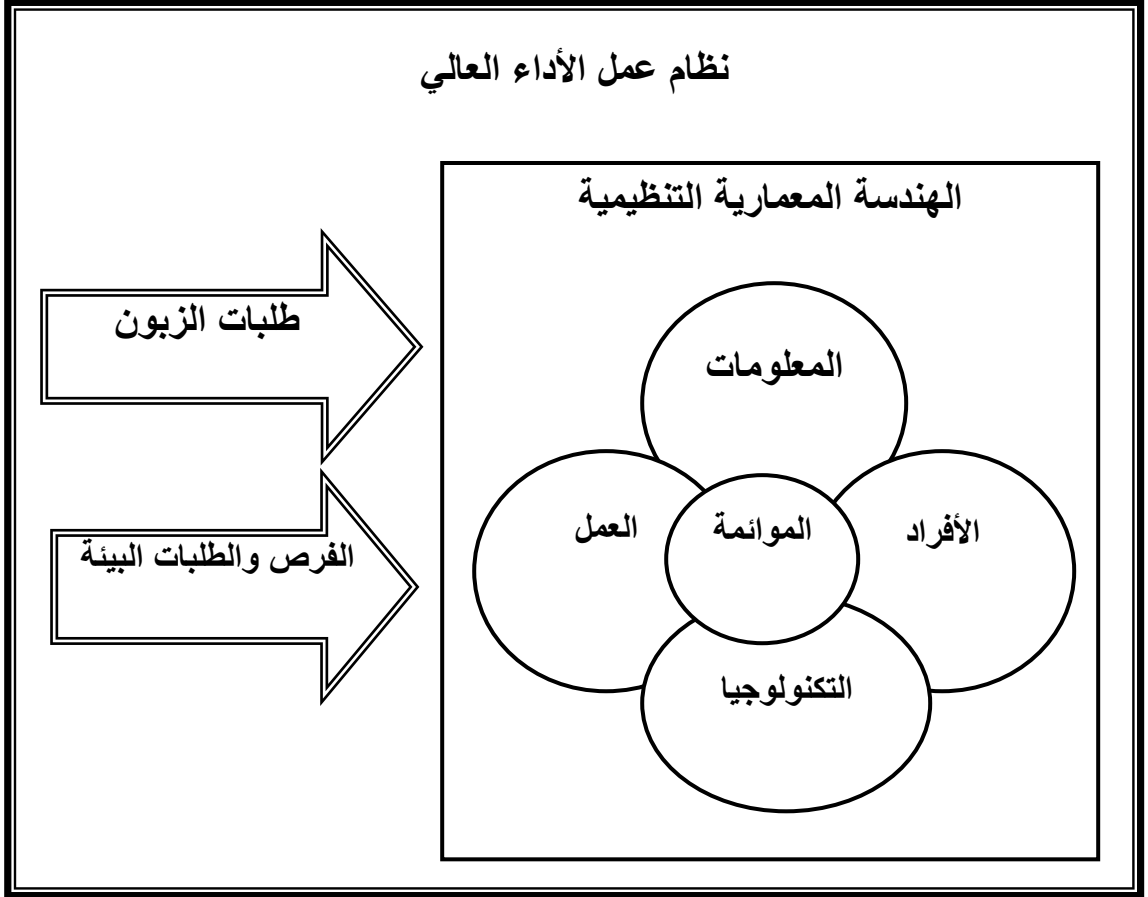 نظام عمل الأداء العالي
الهندسة المعمارية التنظيمية
طلبات الزبون
المعلومات
الأفراد
الموائمة
العمل
الفرص والطلبات البيئة
التكنولوجيا